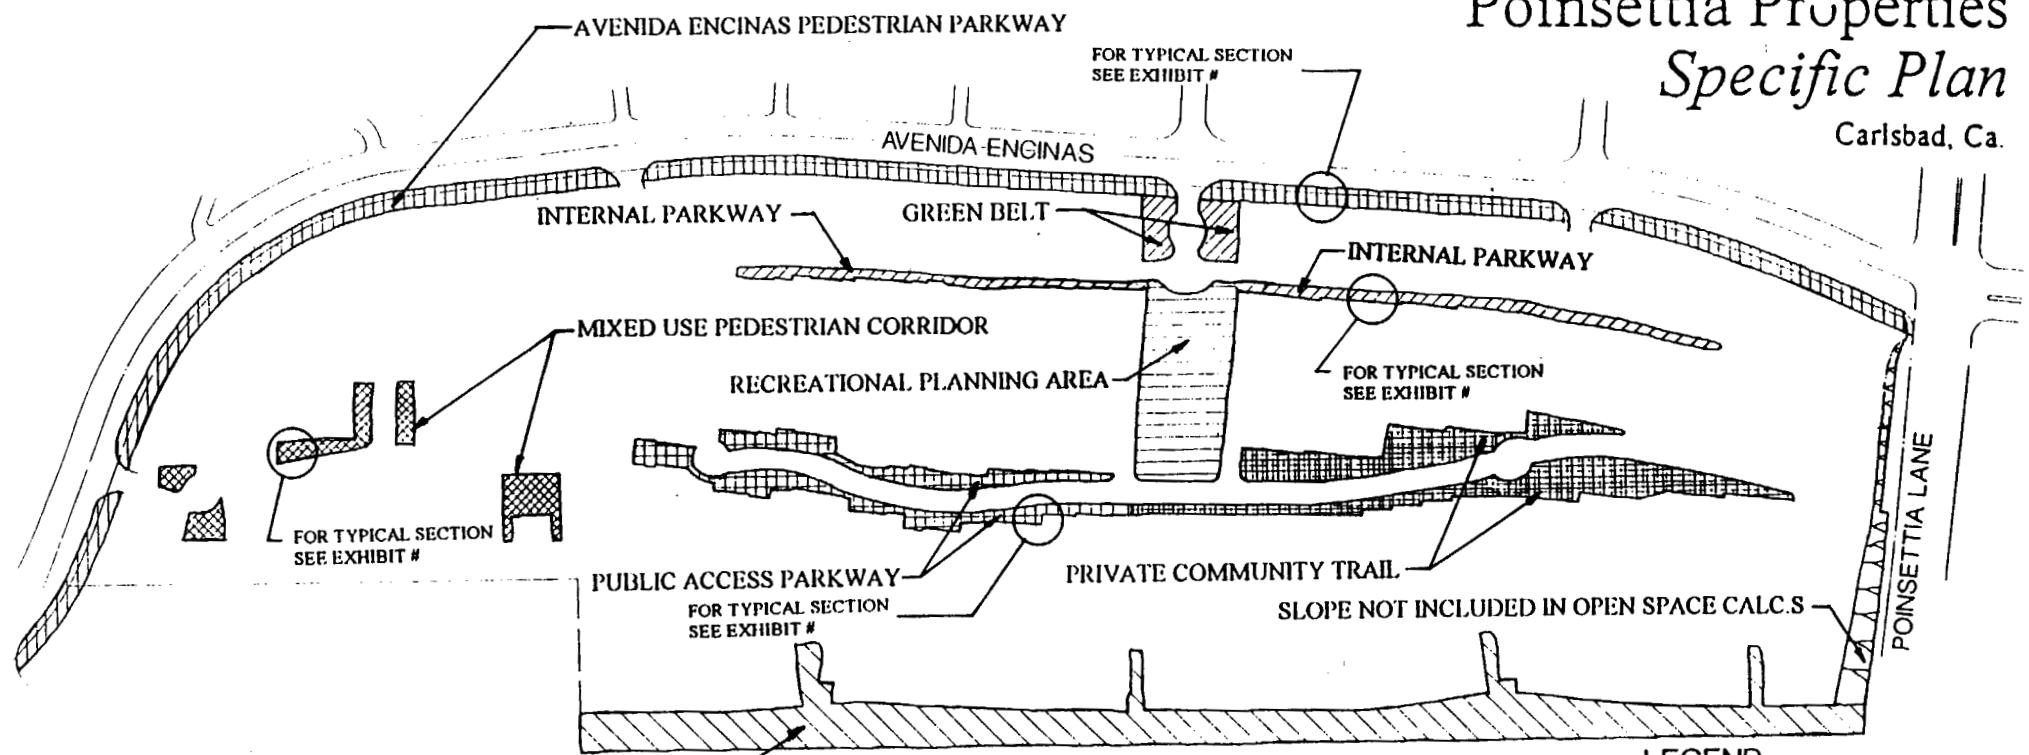 Poinsettia Properties
Specific Plan
Carlsbad, Ca.
AVENIDA ENCINAS PEDESTRIAN PARKWAY
FOR TYPICAL SECTION
SEE EXHIBIT #
AVENIDA ENCINAS
INTERNAL PARKWAY
GREEN BELT
INTERNAL PARKWAY
MIXED USE PEDESTRIAN CORRIDOR
RECREATIONAL PLANNING AREA
FOR TYPICAL SECTION
SEE EXHIBIT #
FOR TYPICAL SECTION
SEE EXHIBIT #
PUBLIC ACCESS PARKWAY
FOR TYPICAL SECTION
SEE EXHIBIT #
PRIVATE COMMUNITY TRAIL
SLOPE NOT INCLUDED IN OPEN SPACE CALC.S
POINSETTIA LANE
LEGEND